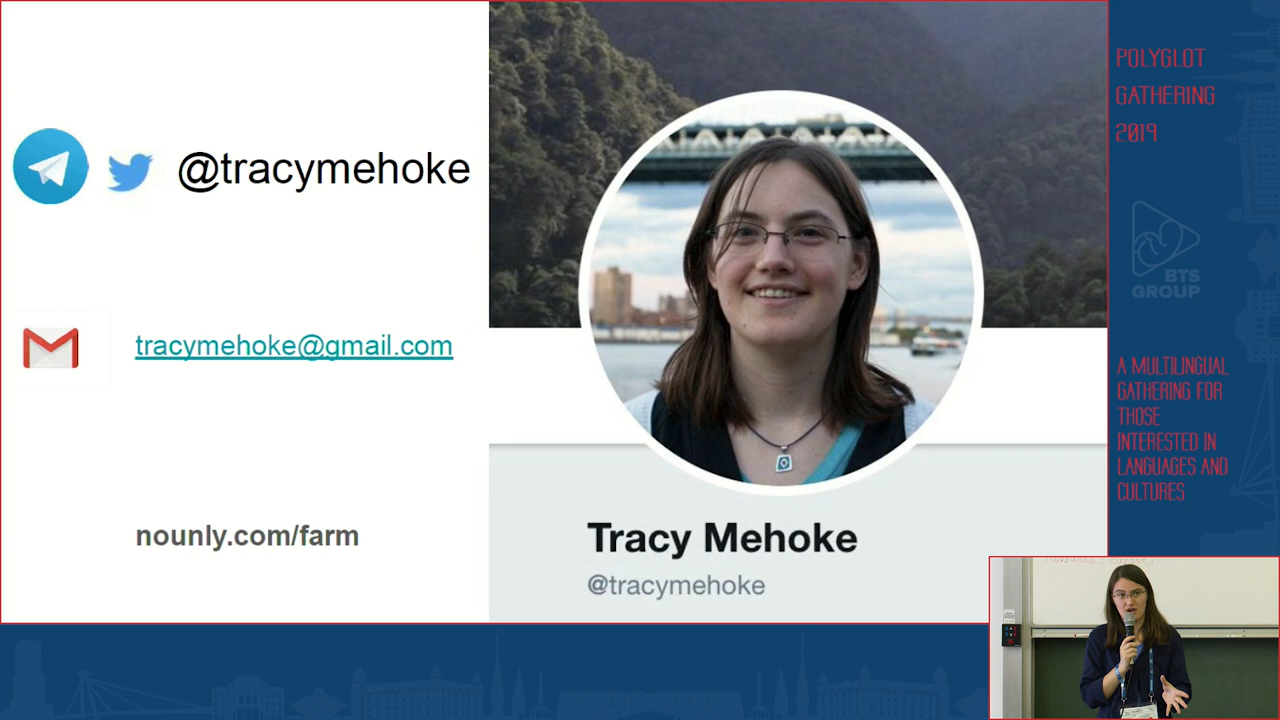 @tracymehoke
tracymehoke@gmail.com
nounly.com/farm
Tracy Mehoke
@tracymehoke
POLYGLOT
GATHERING
2019
BTS
GROUP
A MULTILINGUAL
GATHERING FOR
THOSE
INTERESTED IN
LANGUAGES AND
CULTURES